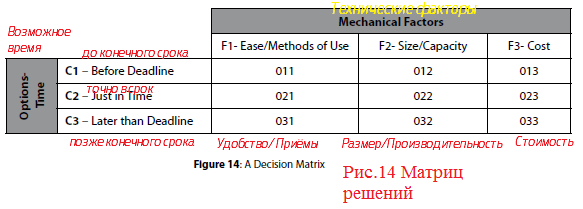 Технические факторы
Mechanical Factors
Возможное
время
до конечного срока
F1- Ease/Methods of Use F2- Size/Capacity F3- Cost
Options-
Time
C1 – Before Deadline 011 012 013
точно в срок
C2 – Just in Time 021 022 023
C3 – Later than Deadline 031 032 033
позже конечного срока Удобство/Приёмы Размер/Производительность Стоимость
Figure 14: A Decision Matrix
Рис.14 Матриц
решений